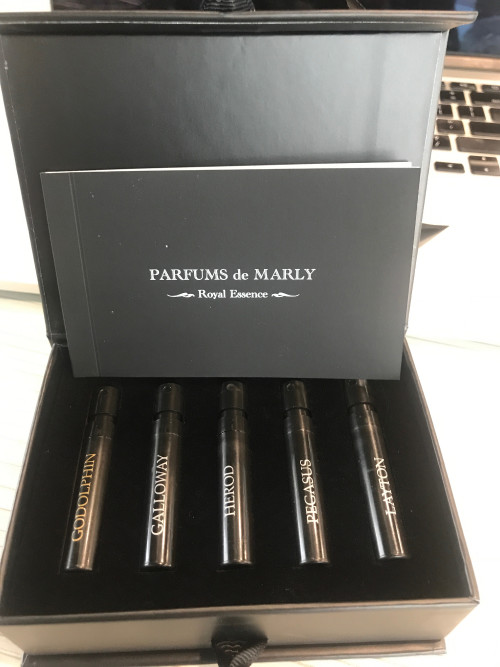 PARFUMS de MARLY
Royal Essence
GODOLPHIN
GALLOWAY
HEROD
PEGASUS
LAYTON